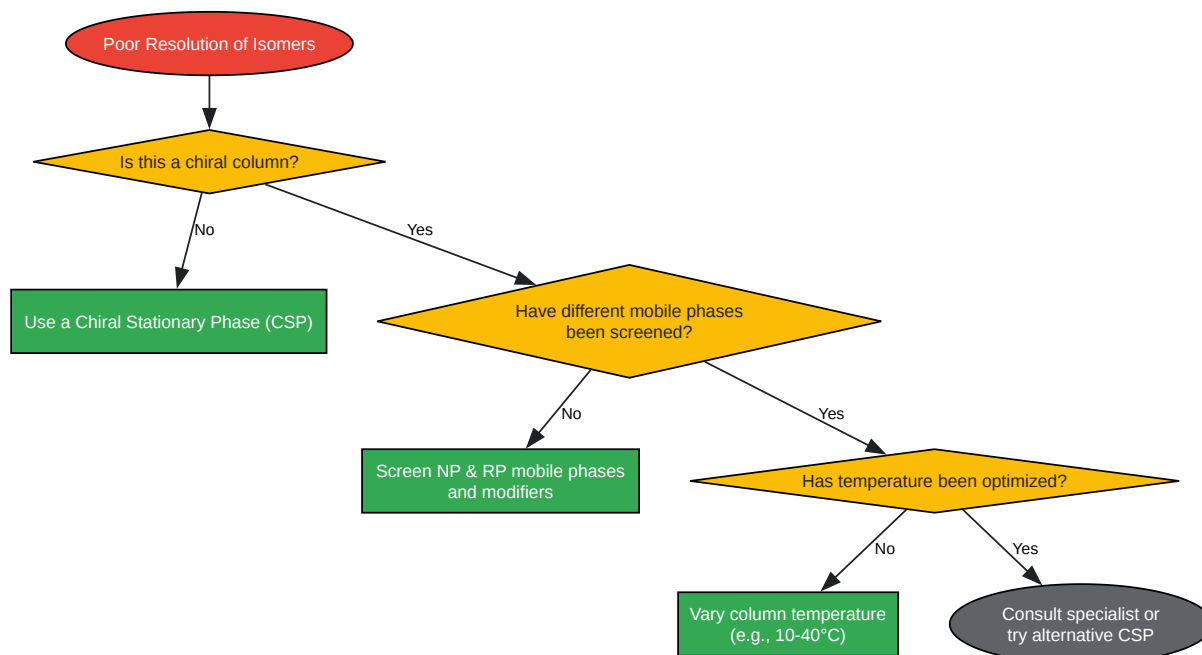 Poor Resolution of Isomers
Is this a chiral column?
No
Yes
Use a Chiral Stationary Phase (CSP)
Have different mobile phases
been screened?
No
Yes
Screen NP & RP mobile phases
and modifiers
Has temperature been optimized?
No
Yes
Vary column temperature
(e.g., 10-40°C)
Consult specialist or
try alternative CSP